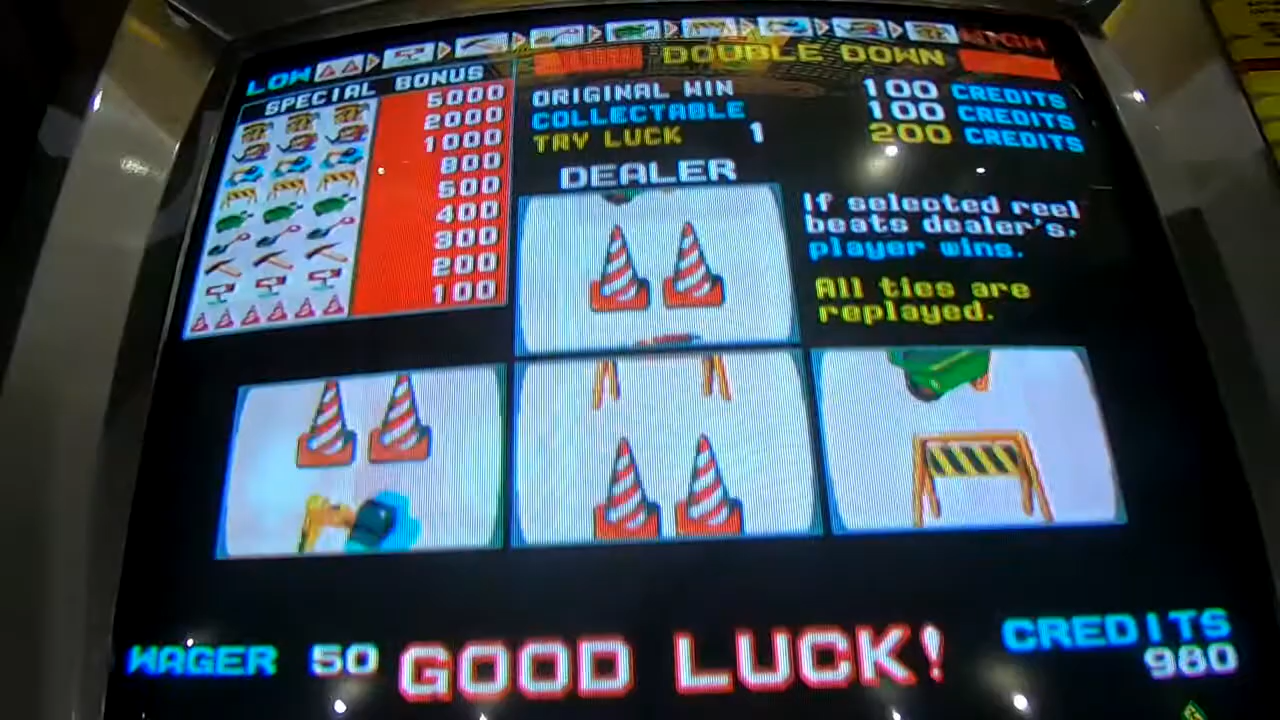 LOW
HIGH
DOUBLE DOWN
SPECIAL BONUS
5000
2000
1000
800
500
400
300
200
100
ORIGINAL WIN 100 CREDITS
COLLECTABLE 100 CREDITS
TRY LUCK 1 200 CREDITS
DEALER
If selected reel
beats dealer's,
player wins.
All ties are
replayed.
WAGER 50
GOOD LUCK!
CREDITS
980